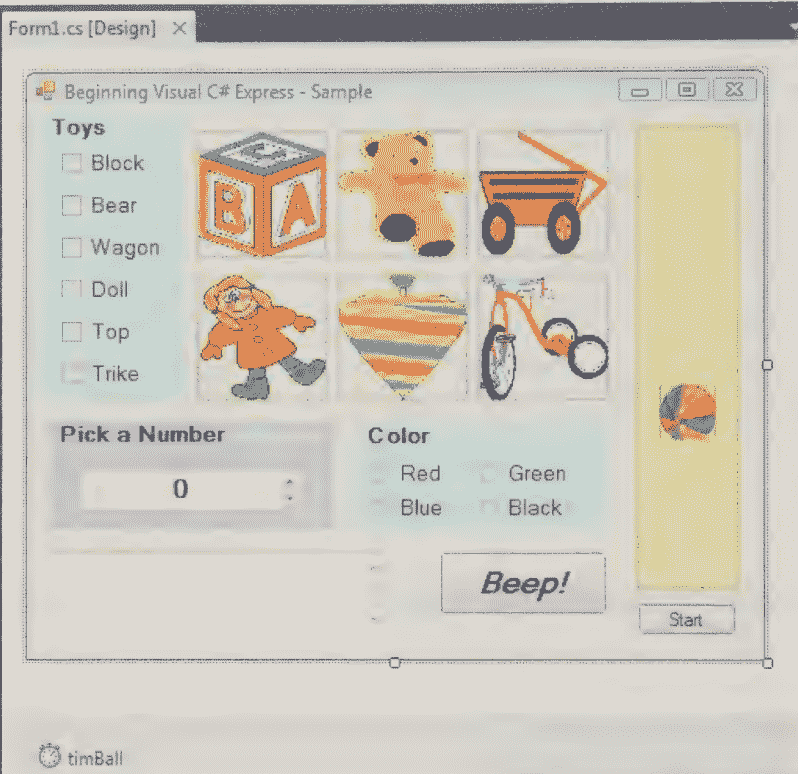 Form1.cs [Design]
Beginning Visual C# Express - Sample
Toys
Block
Bear
Wagon
Doll
Top
Trike
B A C
Pick a Number
0
Color
Red
Green
Blue
Black
Beep!
Start
timBall